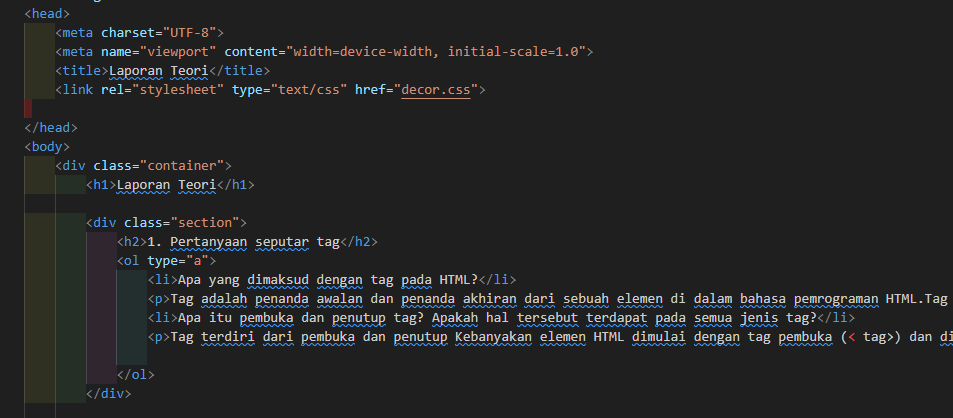 <head>
<meta charset="UTF-8">
<meta name="viewport" content="width=device-width, initial-scale=1.0">
<title>Laporan Teori</title>
<link rel="stylesheet" type="text/css" href="decor.css">
</head>
<body>
<div class="container">
<h1>Laporan Teori</h1>
<div class="section">
<h2>1. Pertanyaan seputar tag</h2>
<ol type="a">
<li>Apa yang dimaksud dengan tag pada HTML?</li>
<p>Tag adalah penanda awalan dan penanda akhiran dari sebuah elemen di dalam bahasa pemrograman HTML.Tag
<li>Apa itu pembuka dan penutup tag? Apakah hal tersebut terdapat pada semua jenis tag?</li>
<p>Tag terdiri dari pembuka dan penutup Kebanyakan elemen HTML dimulai dengan tag pembuka (< tag>) dan di
</ol>
</div>